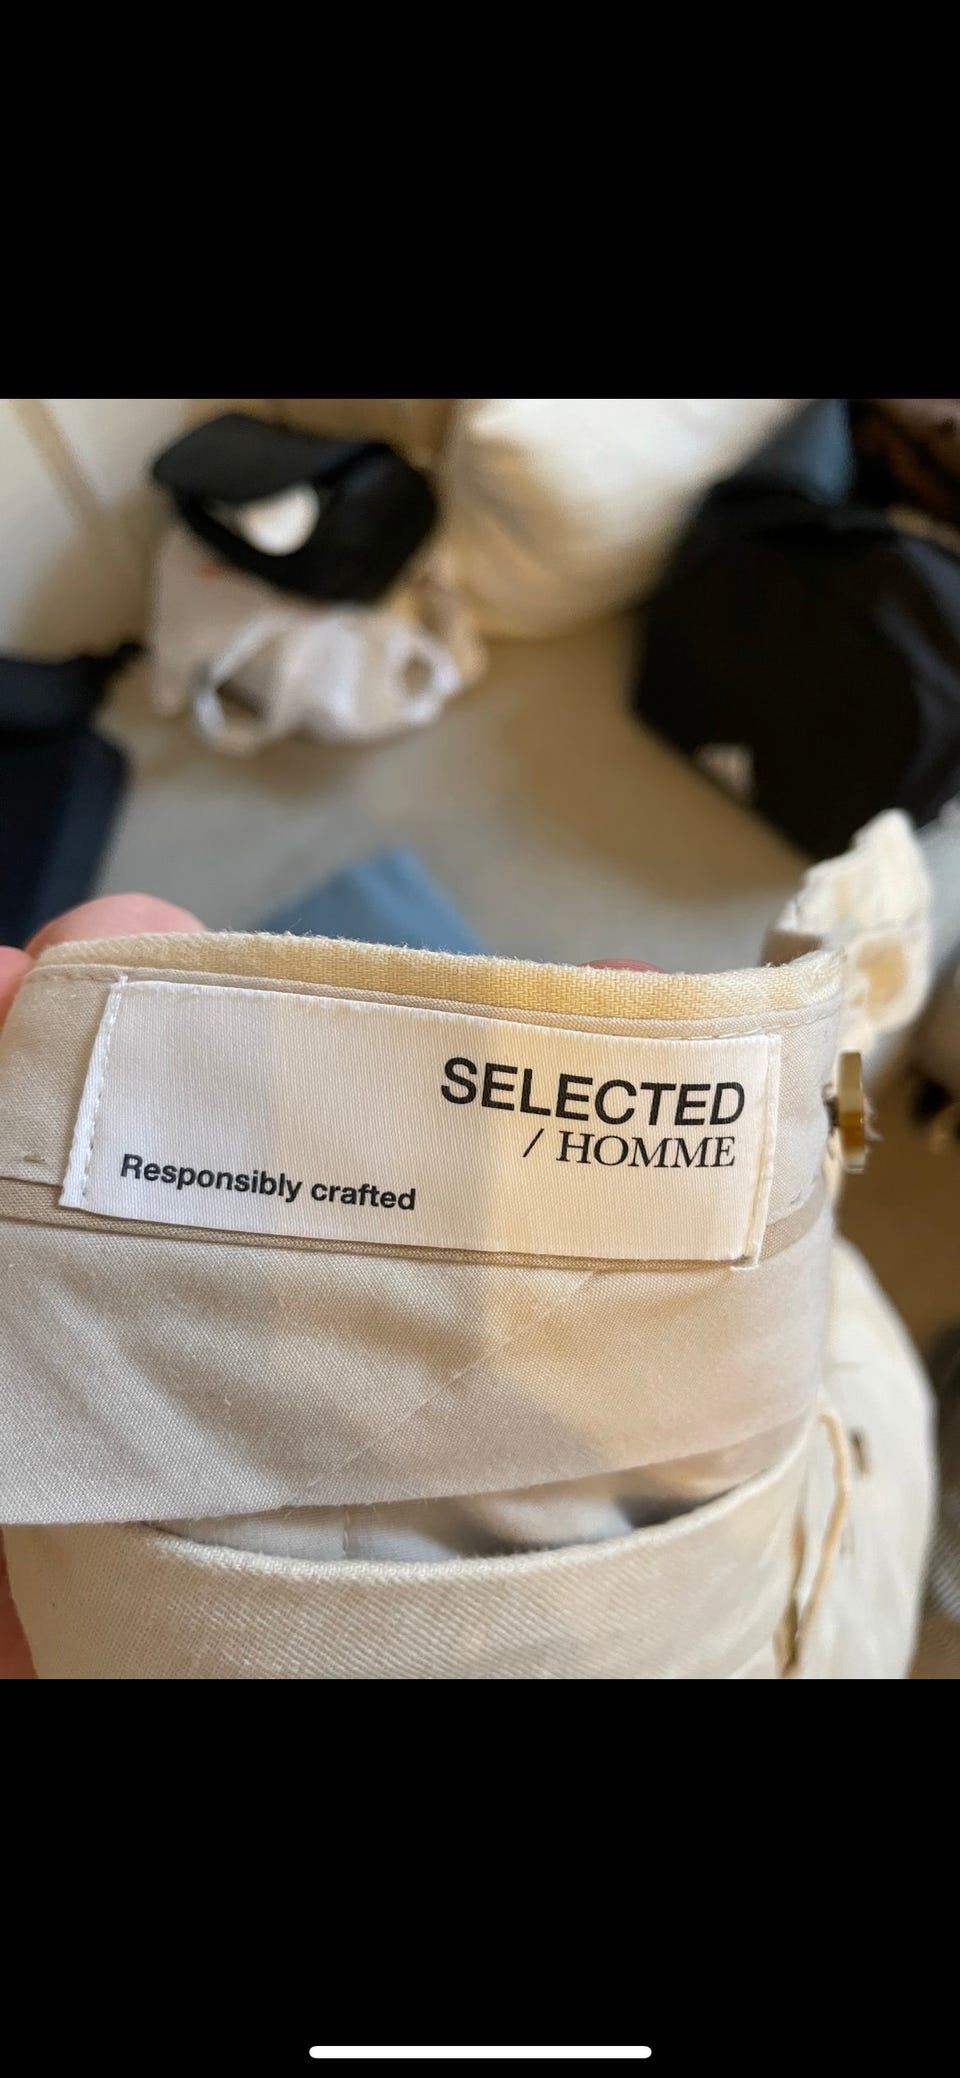 SELECTED
/ HOMME
Responsibly crafted